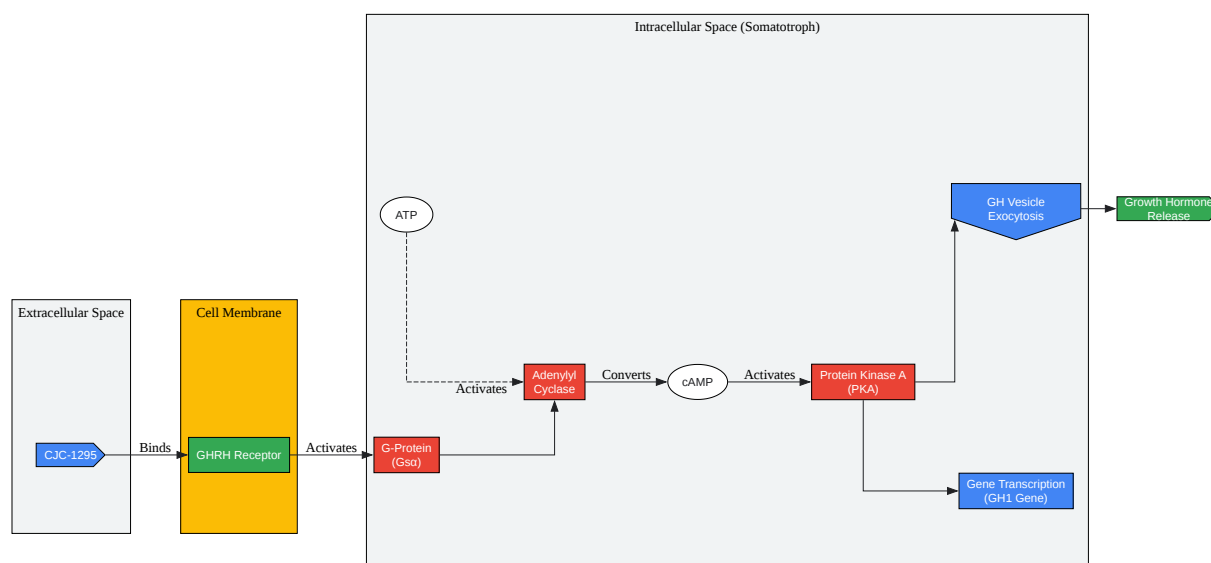 Intracellular Space (Somatotroph)
ATP
GH Vesicle
Exocytosis
Growth Hormone
Release
Extracellular Space
Cell Membrane
Activates
Adenylyl
Cyclase
Converts
cAMP
Activates
Protein Kinase A
(PKA)
CJC-1295
Binds
GHRH Receptor
Activates
G-Protein
(Gsα)
Gene Transcription
(GH1 Gene)